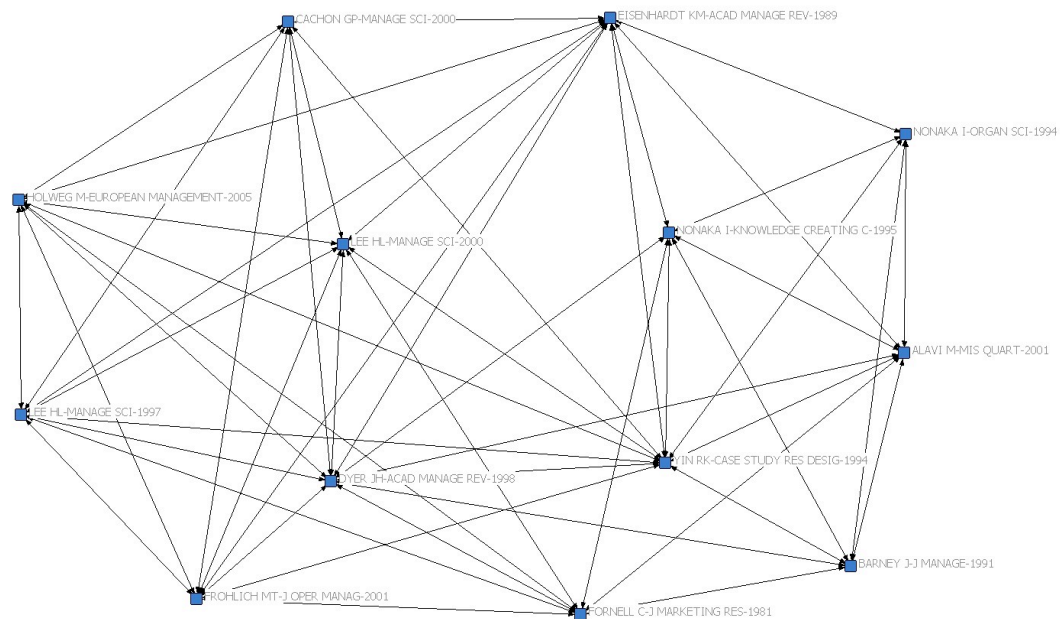 CACHON GP-MANAGE SCI-2000
EISENHARDT KM-ACAD MANAGE REV-1989
NONAKA I-ORGAN SCI-1994
HOLWEG M-EUROPEAN MANAGEMENT-2005
NONAKA I-KNOWLEDGE CREATING C-1995
LEE HL-MANAGE SCI-2000
ALAVI M-MIS QUART-2001
LEE HL-MANAGE SCI-1997
YIN RK-CASE STUDY RES DESIG-1994
DYER JH-ACAD MANAGE REV-1998
BARNEY J-J MANAGE-1991
FROHLICH MT-J OPER MANAG-2001
FORNELL C-J MARKETING RES-1981